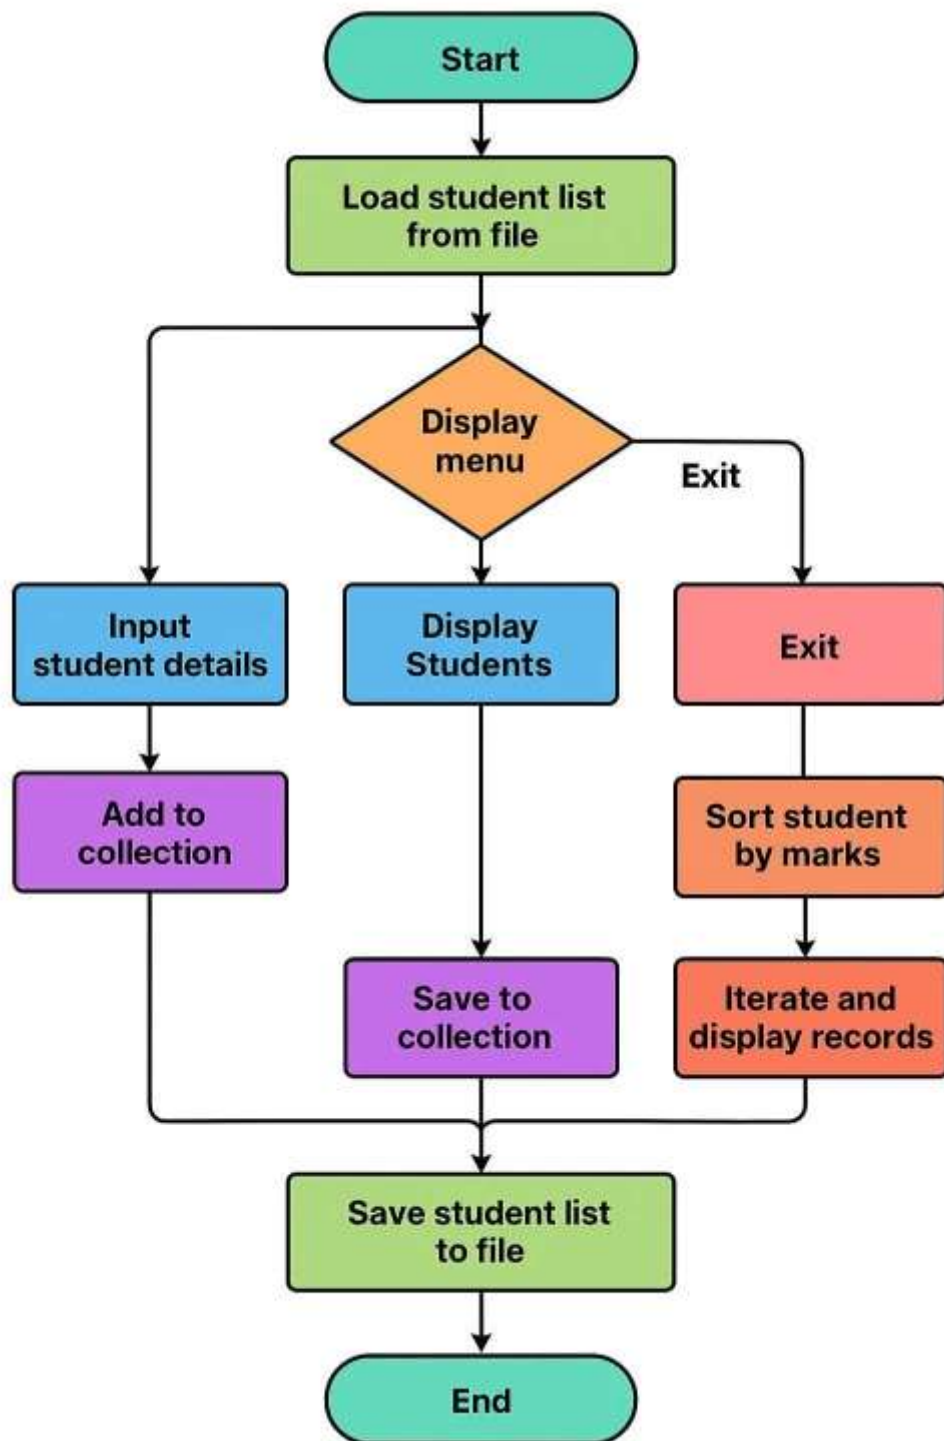 Start
Load student list
from file
Display
menu
Exit
Input
student details
Display
Students
Exit
Add to
collection
Sort student
by marks
Save to
collection
Iterate and
display records
Save student list
to file
End